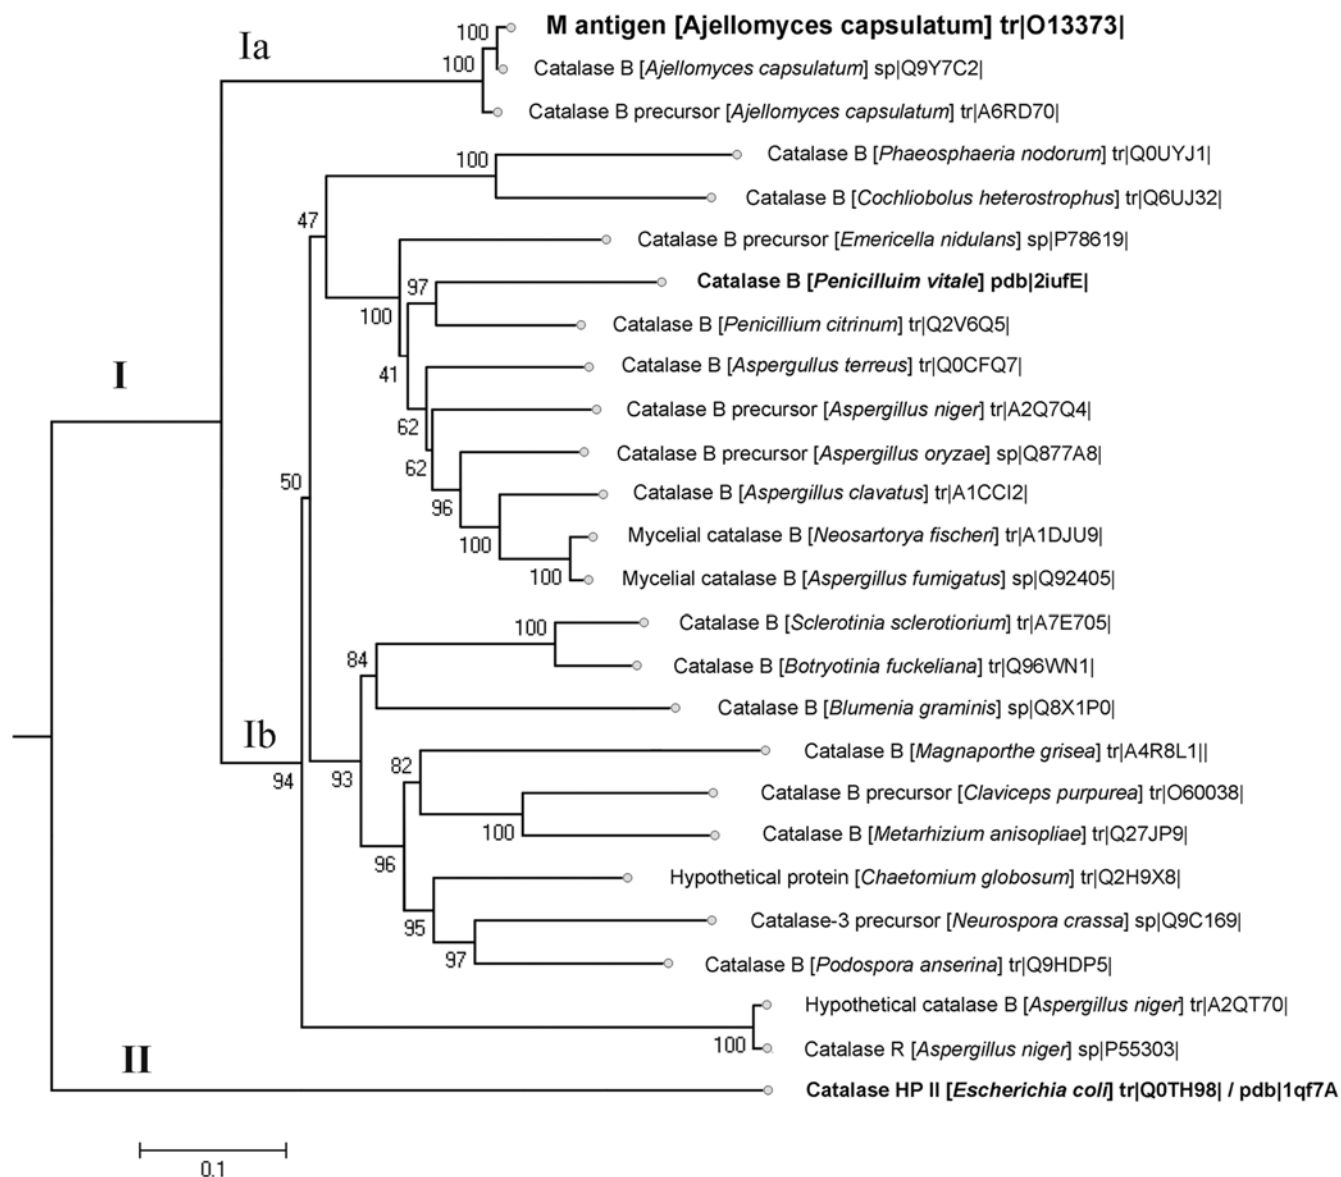 M antigen [Ajellomyces capsulatum] tr|O13373|
100
Ia
100
Catalase B [Ajellomyces capsulatum] sp|Q9Y7C2|
Catalase B precursor [Ajellomyces capsulatum] tr|A6RD70|
100
Catalase B [Phaeosphaeria nodorum] tr|Q0UYJ1|
Catalase B [Cochliobolus heterostrophus] tr|Q6UJ32|
47
Catalase B precursor [Emericella nidulans] sp|P78619|
97
Catalase B [Penicilluim vitale] pdb|2iufE|
100
Catalase B [Penicillium citrinum] tr|Q2V6Q5|
I
41
Catalase B [Aspergullus terreus] tr|Q0CFQ7|
62
Catalase B precursor [Aspergillus niger] tr|A2Q7Q4|
62
Catalase B precursor [Aspergillus oryzae] sp|Q877A8|
50
96
Catalase B [Aspergillus clavatus] tr|A1CCI2|
100
Mycelial catalase B [Neosartorya fischeri] tr|A1DJU9|
100
Mycelial catalase B [Aspergillus fumigatus] sp|Q92405|
100
Catalase B [Sclerotinia sclerotiorium] tr|A7E705|
84
Catalase B [Botryotinia fuckeliana] tr|Q96WN1|
Catalase B [Blumenia graminis] sp|Q8X1P0|
Ib
94
93
82
Catalase B [Magnaporthe grisea] tr|A4R8L1||
Catalase B precursor [Claviceps purpurea] tr|O60038|
100
Catalase B [Metarhizium anisopliae] tr|Q27JP9|
96
Hypothetical protein [Chaetomium globosum] tr|Q2H9X8|
95
Catalase-3 precursor [Neurospora crassa] sp|Q9C169|
97
Catalase B [Podospora anserina] tr|Q9HDP5|
Hypothetical catalase B [Aspergillus niger] tr|A2QT70|
100
Catalase R [Aspergillus niger] sp|P55303|
II
Catalase HP II [Escherichia coli] tr|Q0TH98| / pdb|1qf7A
0.1